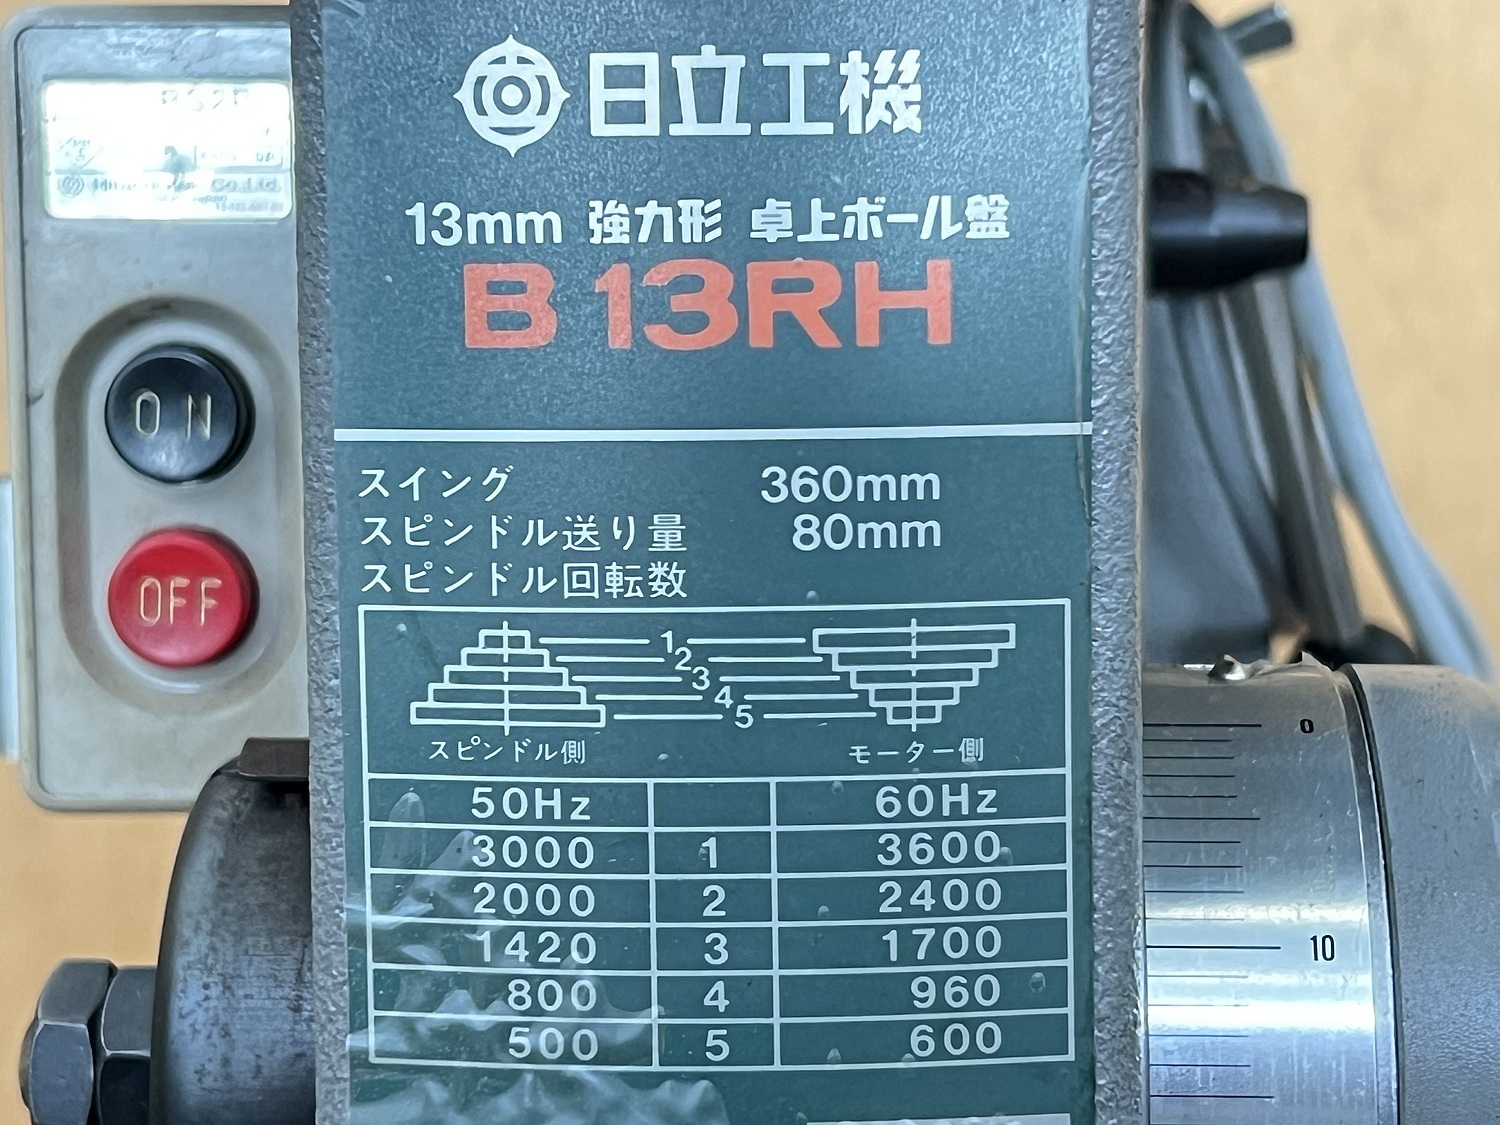 日立工機
13mm 強力形 卓上ボール盤
B13RH
ON
OFF
スイング 360mm
スピンドル送り量 80mm
スピンドル回転数
1
2
3
4
5
スピンドル側 モーター側
50Hz 60Hz
3000 1 3600
2000 2 2400
1420 3 1700
800 4 960
500 5 600
0
10
Co.Ltd.